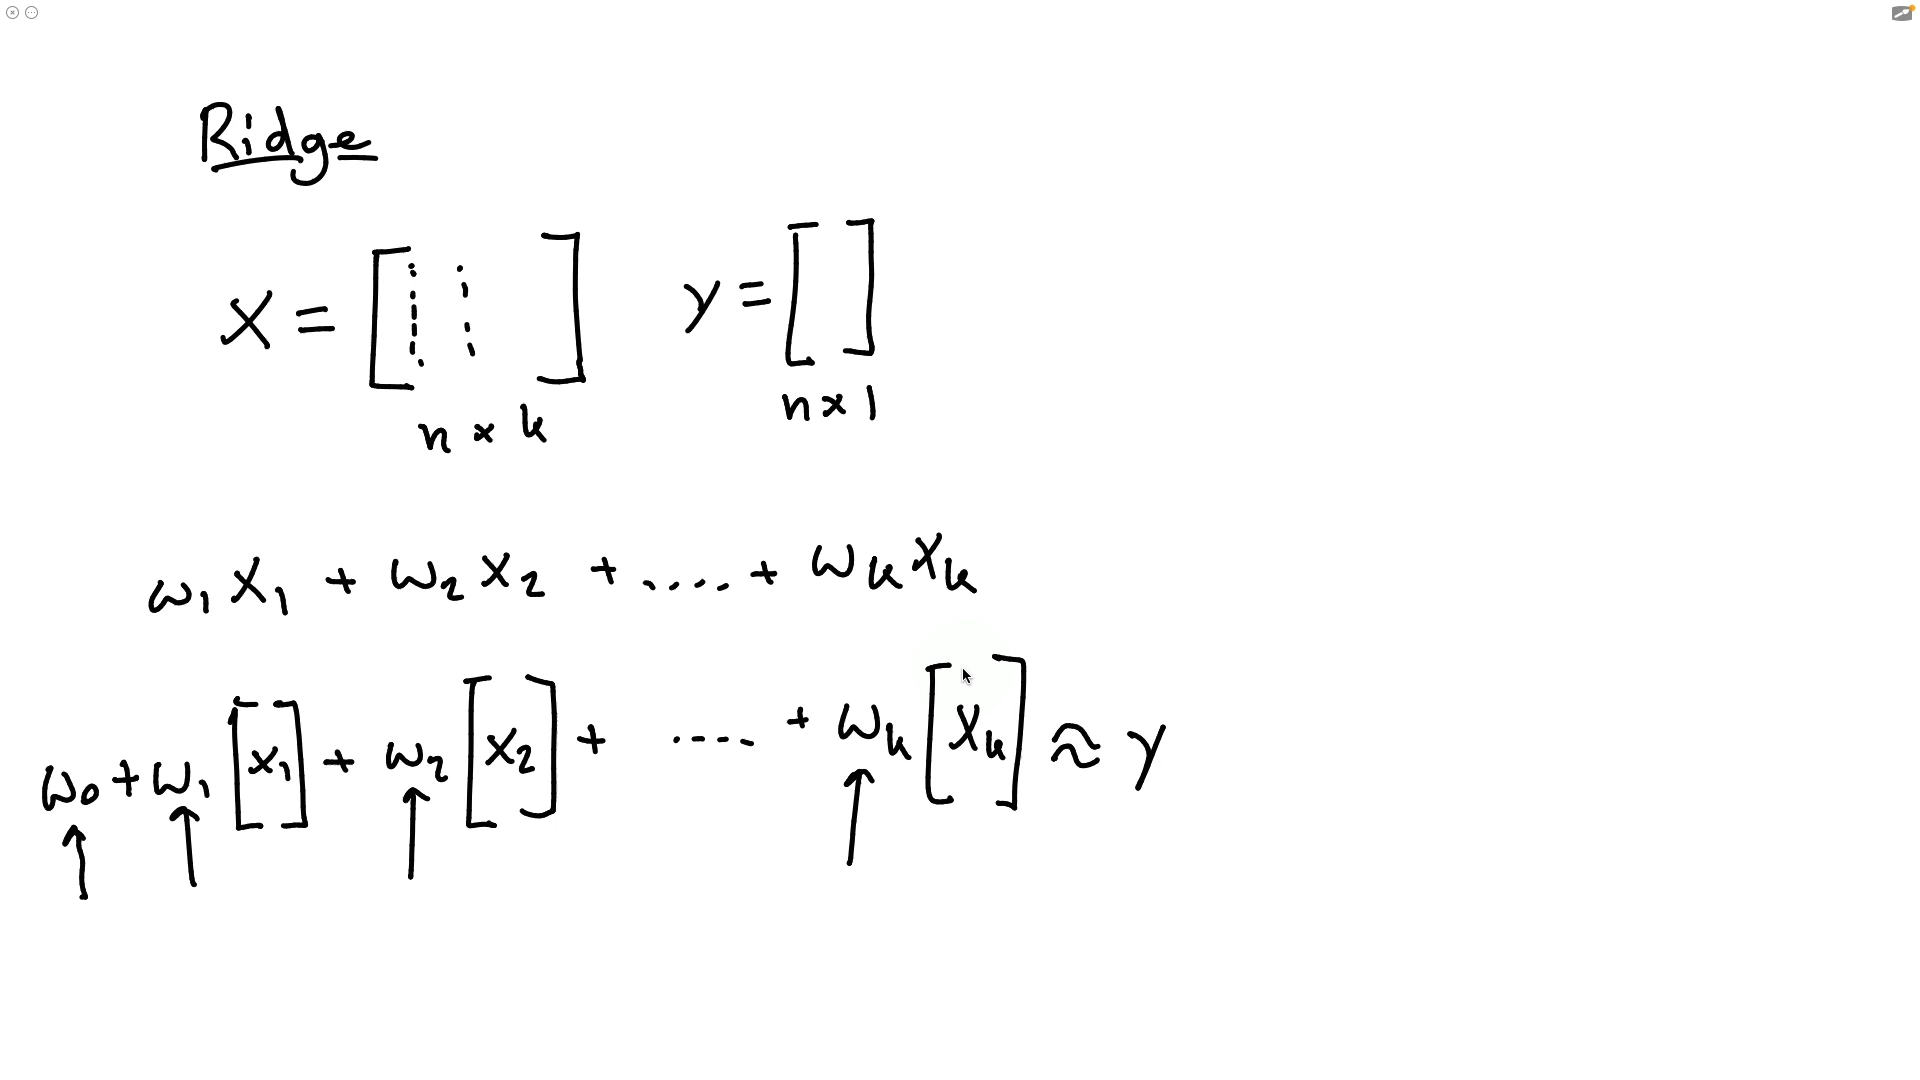 Ridge
X = [ ] y = [ ]
n × k n × 1
w₁ x₁ + w₂ x₂ + .... + wₖ xₖ
w₀ + w₁ [x₁] + w₂ [x₂] + .... + wₖ [xₖ] ≈ y